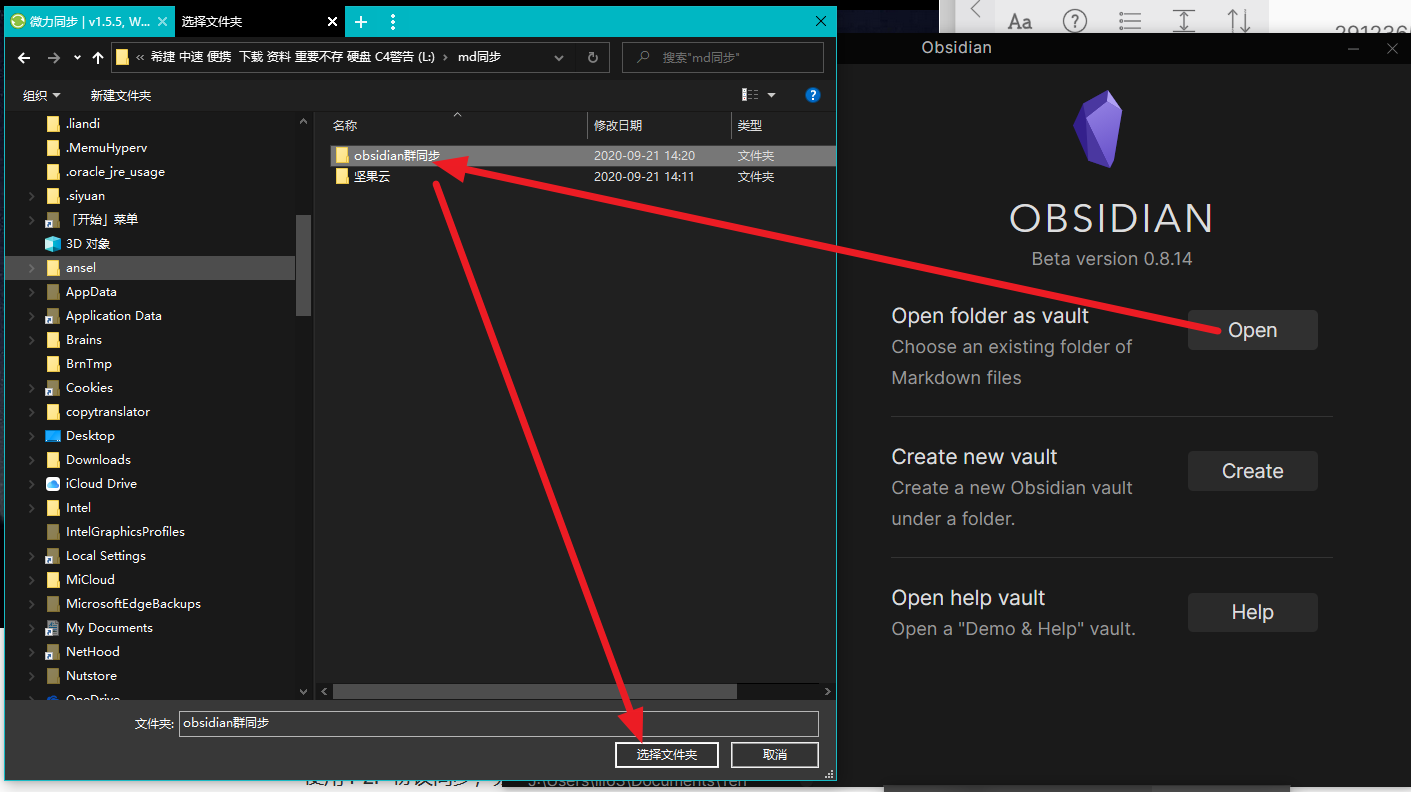 微力同步 | v1.5.5, W...
选择文件夹
« 希捷 中速 便携 下载 资料 重要不存 硬盘 C4警告 (L:) › md同步
搜索"md同步"
组织
新建文件夹
.liandi
.MemuHyperv
.oracle_jre_usage
.siyuan
「开始」菜单
3D 对象
ansel
AppData
Application Data
Brains
BrnTmp
Cookies
copytranslator
Desktop
Downloads
iCloud Drive
Intel
IntelGraphicsProfiles
Local Settings
MiCloud
MicrosoftEdgeBackups
My Documents
NetHood
Nutstore
OneDrive
名称 修改日期 类型
obsidian群同步 2020-09-21 14:20 文件夹
坚果云 2020-09-21 14:11 文件夹
文件夹: obsidian群同步
选择文件夹 取消
Aa
Obsidian
OBSIDIAN
Beta version 0.8.14
Open folder as vault
Choose an existing folder of
Markdown files
Open
Create new vault
Create a new Obsidian vault
under a folder.
Create
Open help vault
Open a "Demo & Help" vault.
Help